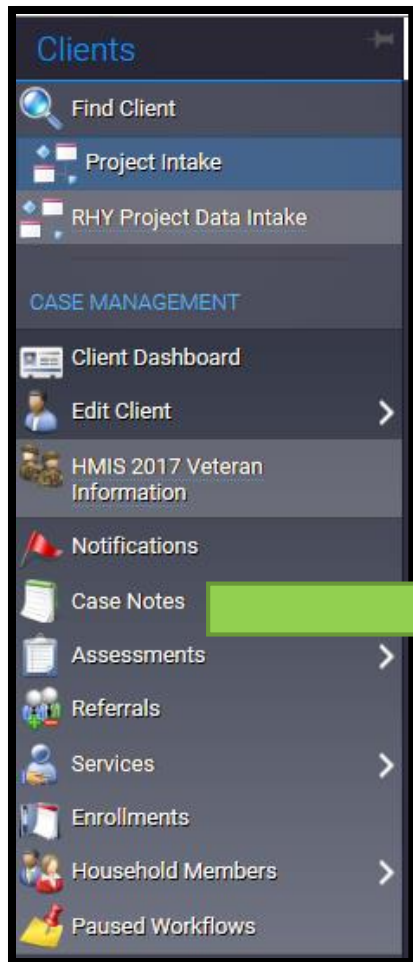 Clients
Find Client
Project Intake
RHY Project Data Intake
CASE MANAGEMENT
Client Dashboard
Edit Client
HMIS 2017 Veteran
Information
Notifications
Case Notes
Assessments
Referrals
Services
Enrollments
Household Members
Paused Workflows